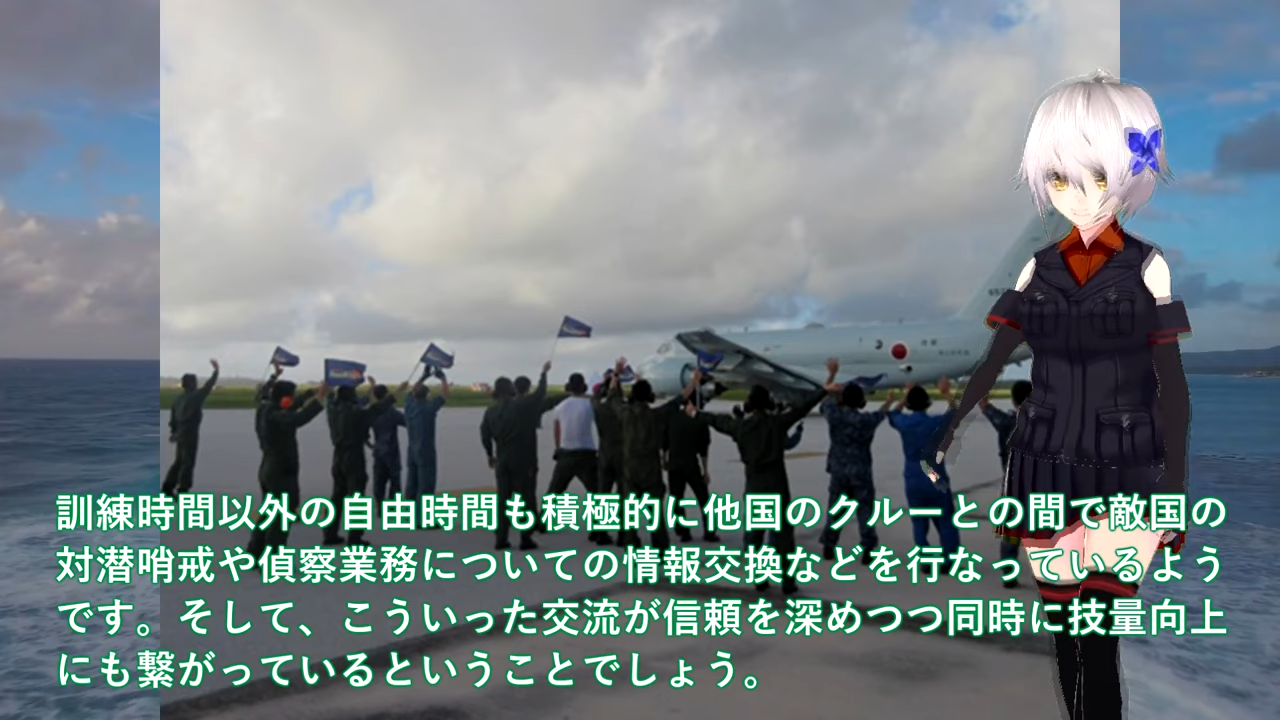 訓練時間以外の自由時間も積極的に他国のクルーとの間で敵国の
対潜哨戒や偵察業務についての情報交換などを行なっているよう
です。そして、こういった交流が信頼を深めつつ同時に技量向上
にも繋がっているということでしょう。